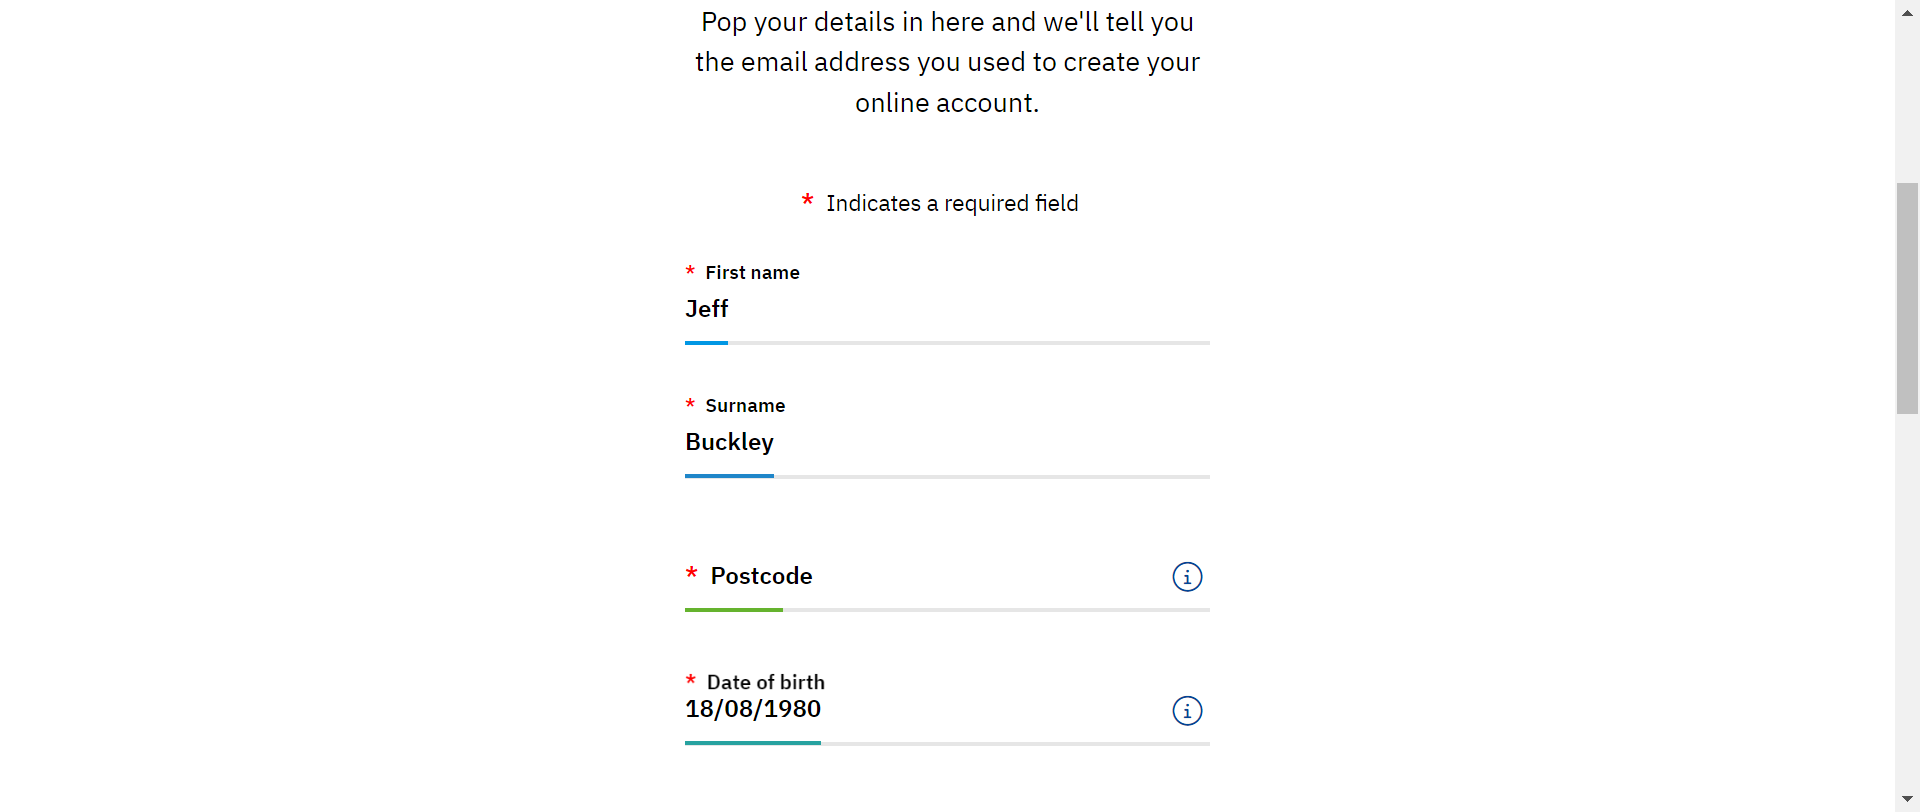 Pop your details in here and we'll tell you
the email address you used to create your
online account.
* Indicates a required field
* First name
Jeff
* Surname
Buckley
* Postcode
i
* Date of birth
18/08/1980
i